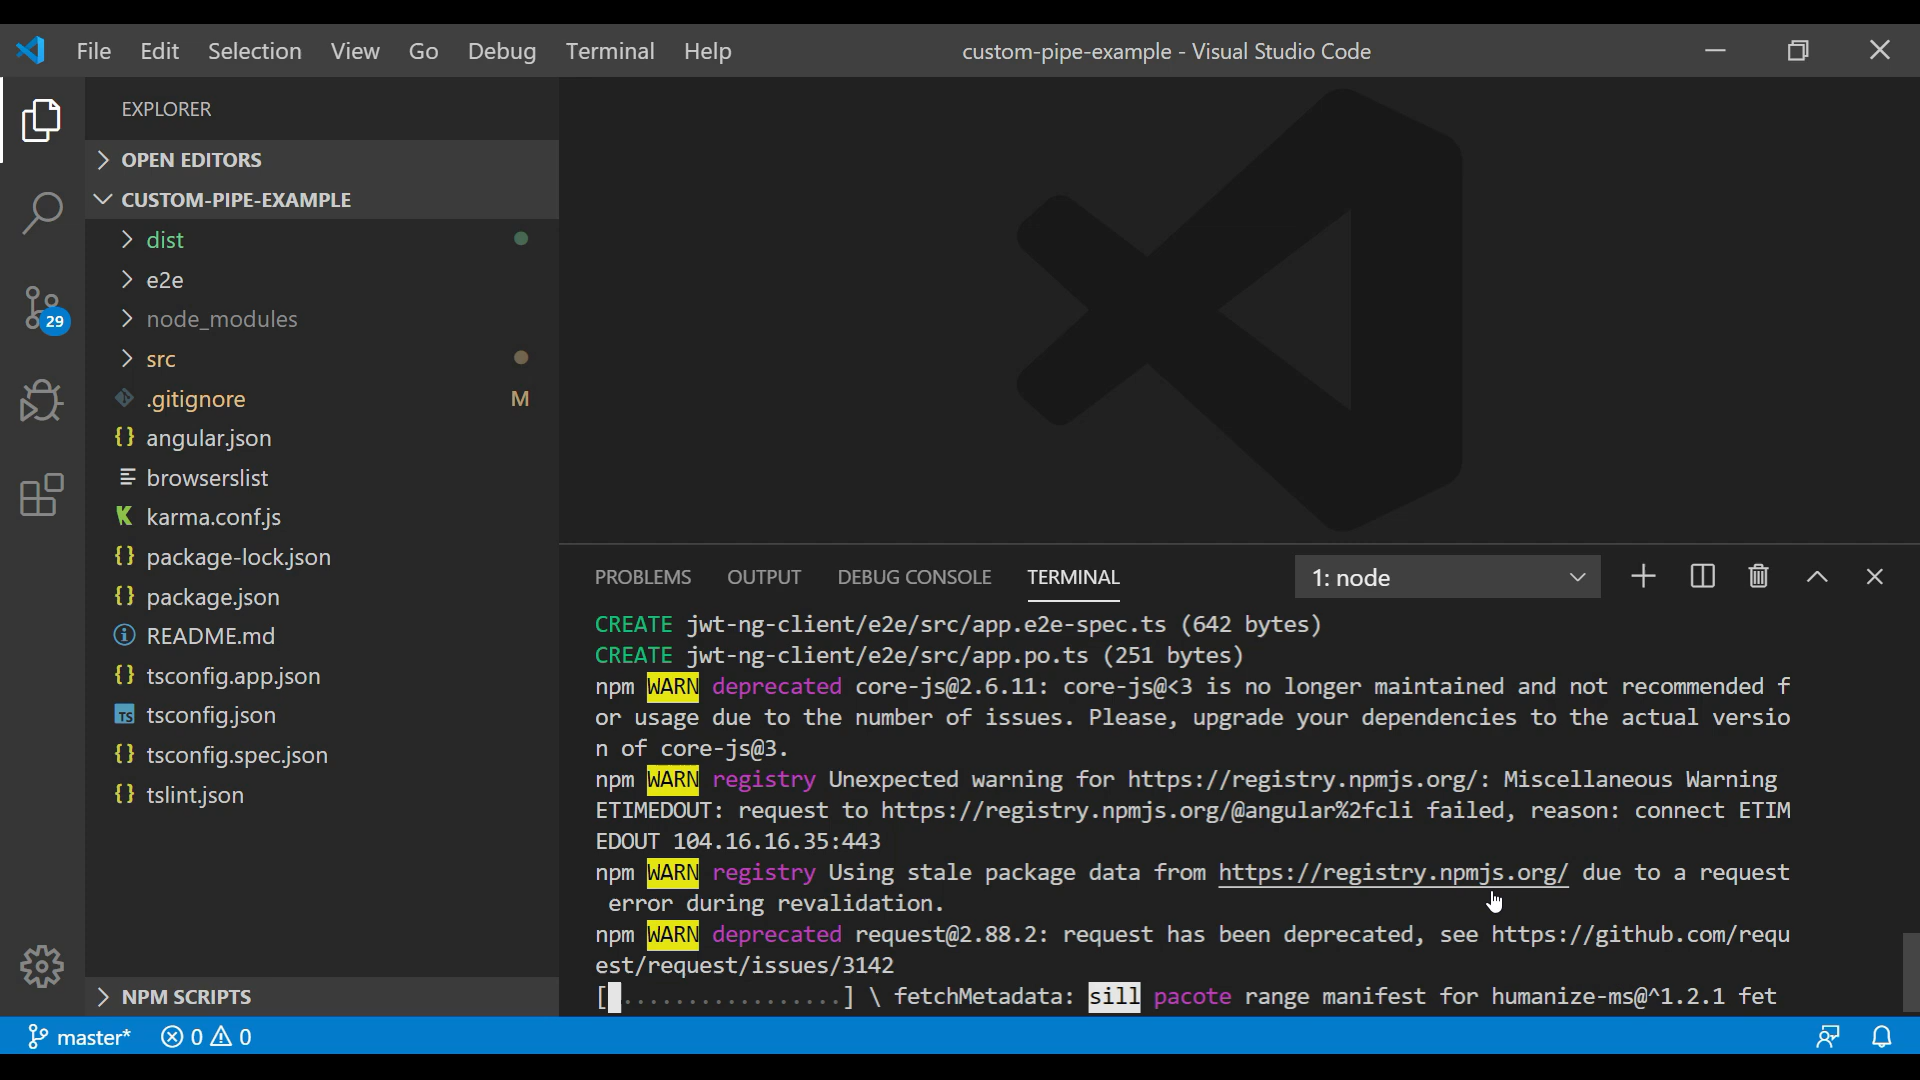 File Edit Selection View Go Debug Terminal Help custom-pipe-example - Visual Studio Code
EXPLORER
OPEN EDITORS
CUSTOM-PIPE-EXAMPLE
dist
e2e
29
node_modules
src
.gitignore M
{} angular.json
browserslist
K karma.conf.js
{} package-lock.json
{} package.json
README.md
{} tsconfig.app.json
TS tsconfig.json
{} tsconfig.spec.json
{} tslint.json
NPM SCRIPTS
PROBLEMS OUTPUT DEBUG CONSOLE TERMINAL 1: node
CREATE jwt-ng-client/e2e/src/app.e2e-spec.ts (642 bytes)
CREATE jwt-ng-client/e2e/src/app.po.ts (251 bytes)
npm WARN deprecated core-js@2.6.11: core-js@<3 is no longer maintained and not recommended f
or usage due to the number of issues. Please, upgrade your dependencies to the actual versio
n of core-js@3.
npm WARN registry Unexpected warning for https://registry.npmjs.org/: Miscellaneous Warning
ETIMEDOUT: request to https://registry.npmjs.org/@angular%2fcli failed, reason: connect ETIM
EDOUT 104.16.16.35:443
npm WARN registry Using stale package data from https://registry.npmjs.org/ due to a request
error during revalidation.
npm WARN deprecated request@2.88.2: request has been deprecated, see https://github.com/requ
est/request/issues/3142
[.................] \ fetchMetadata: sill pacote range manifest for humanize-ms@^1.2.1 fet
master* 0 0